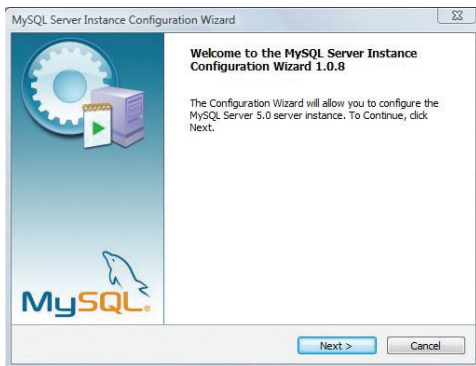 MySQL Server Instance Configuration Wizard
Welcome to the MySQL Server Instance
Configuration Wizard 1.0.8
The Configuration Wizard will allow you to configure the
MySQL Server 5.0 server instance. To Continue, click
Next.
MySQL®
Next >
Cancel